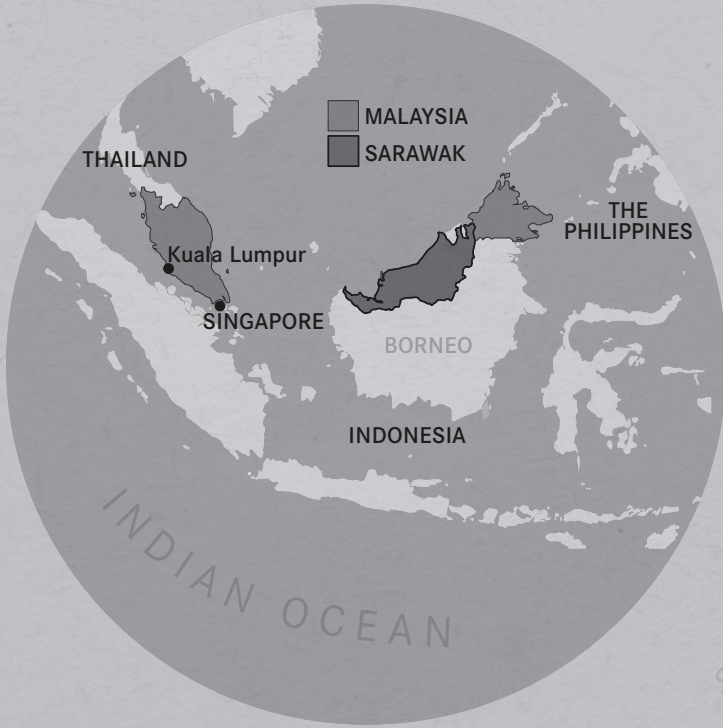 MALAYSIA
SARAWAK
THAILAND
THE
PHILIPPINES
Kuala Lumpur
SINGAPORE
BORNEO
INDONESIA
INDIAN OCEAN